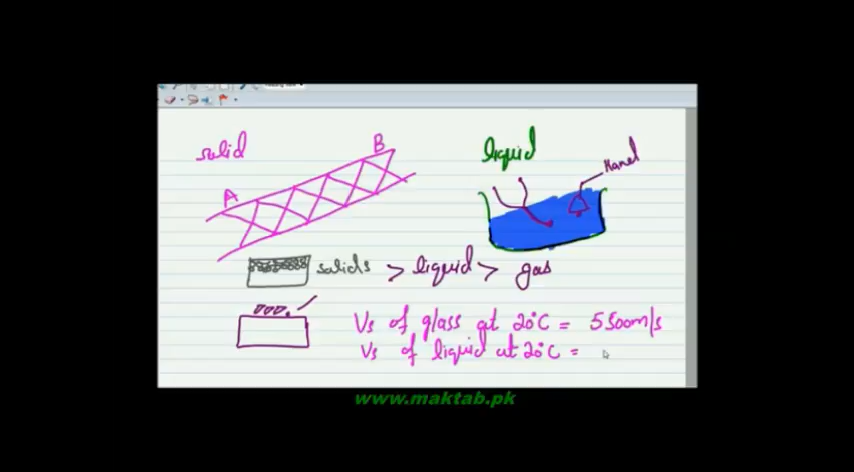 solid
B
liquid
Hand
A
solids > liquid > gas
Vs of glass at 20°C = 5500m/s
Vs of liquid at 20°C =
www.maktab.pk